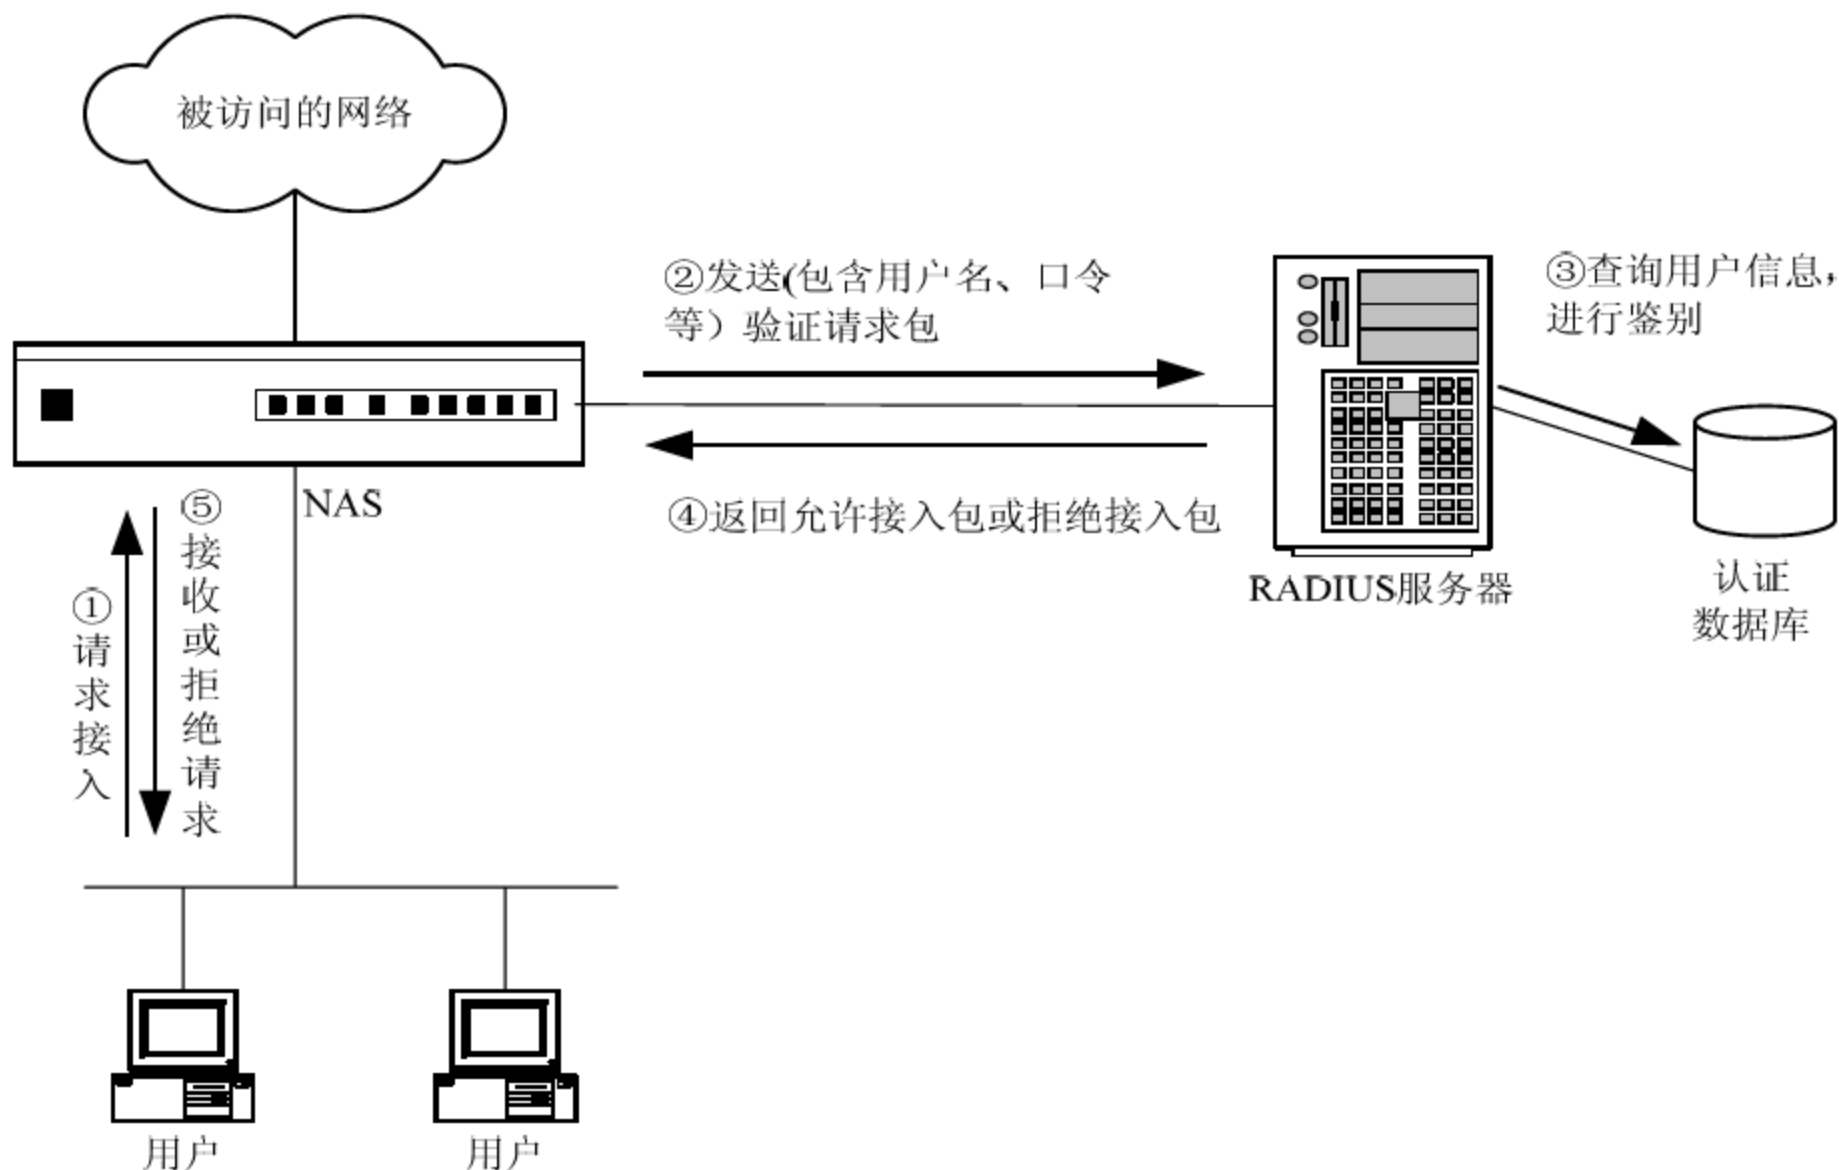 被访问的网络
②发送(包含用户名、口令
等）验证请求包
③查询用户信息，
进行鉴别
NAS
④返回允许接入包或拒绝接入包
RADIUS服务器
认证
数据库
①请求接入
⑤接收或拒绝请求
用户
用户